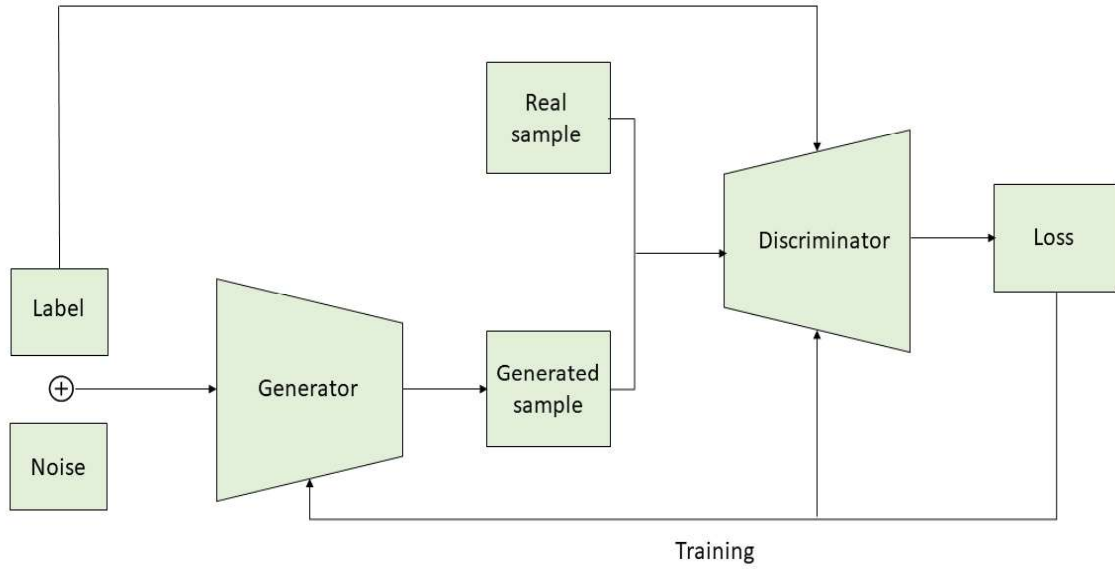 Real
sample
Discriminator
Loss
Label
Generator
Generated
sample
Noise
Training